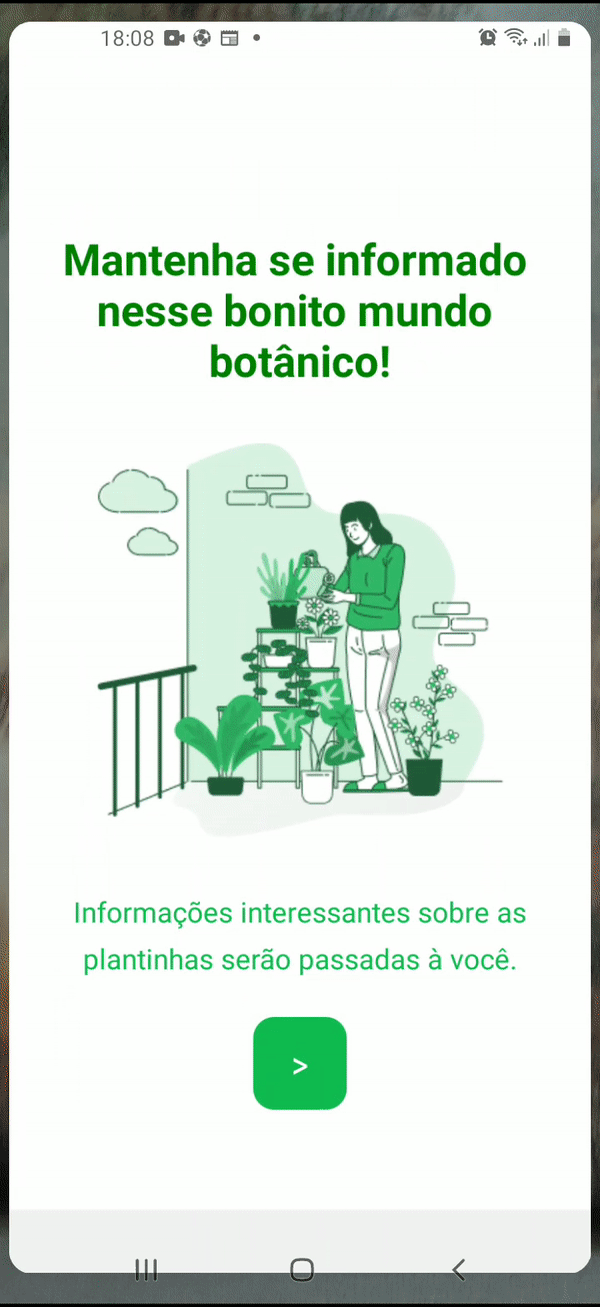 18:08
Mantenha se informado
nesse bonito mundo
botânico!
Informações interessantes sobre as
plantinhas serão passadas à você.
>